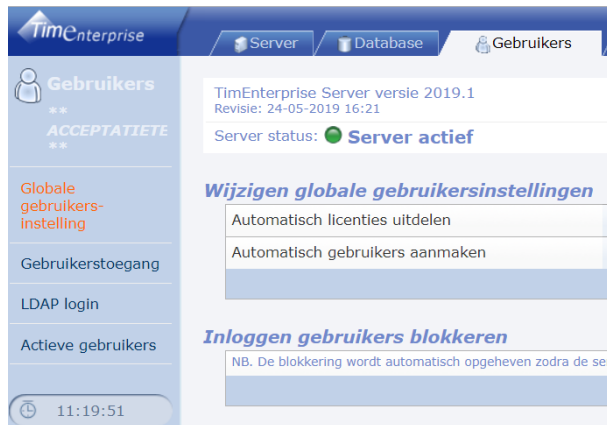 TimEnterprise
Server
Database
Gebruikers
Gebruikers
**
ACCEPTATIETE
**
Globale
gebruikers-
instelling
Gebruikerstoegang
LDAP login
Actieve gebruikers
11:19:51
TimEnterprise Server versie 2019.1
Revisie: 24-05-2019 16:21
Server status: Server actief
Wijzigen globale gebruikersinstellingen
Automatisch licenties uitdelen
Automatisch gebruikers aanmaken
Inloggen gebruikers blokkeren
NB. De blokkering wordt automatisch opgeheven zodra de se